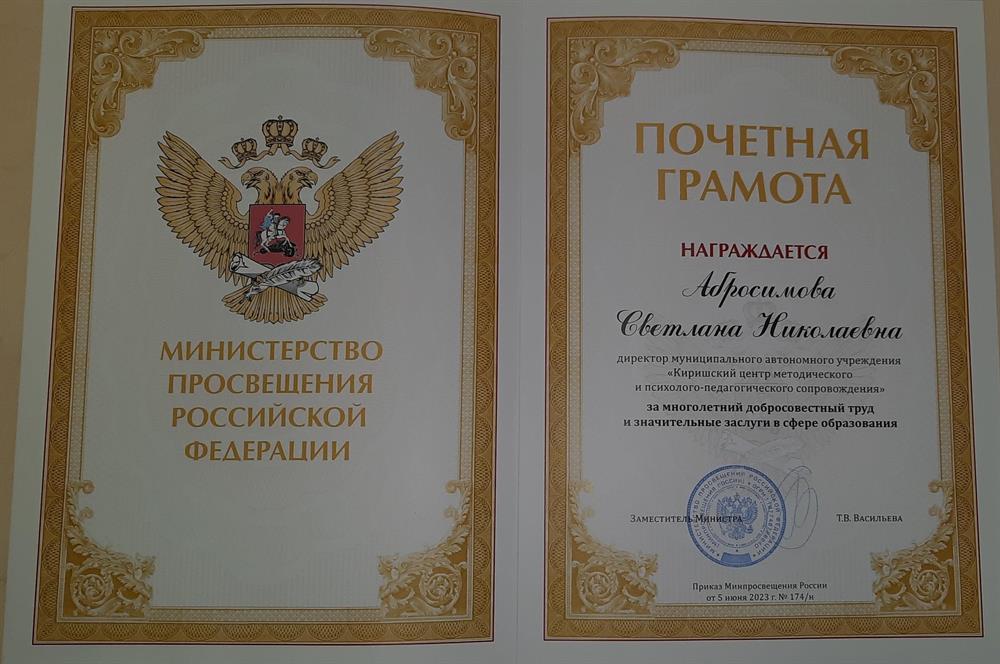 МИНИСТЕРСТВО
ПРОСВЕЩЕНИЯ
РОССИЙСКОЙ
ФЕДЕРАЦИИ
ПОЧЕТНАЯ
ГРАМОТА
НАГРАЖДАЕТСЯ
Абросимова
Светлана Николаевна
директор муниципального автономного учреждения
«Киришский центр методического
и психолого-педагогического сопровождения»
за многолетний добросовестный труд
и значительные заслуги в сфере образования
Заместитель Министра
Т.В. Васильева
Приказ Минпросвещения России
от 5 июня 2023 г. № 174/н